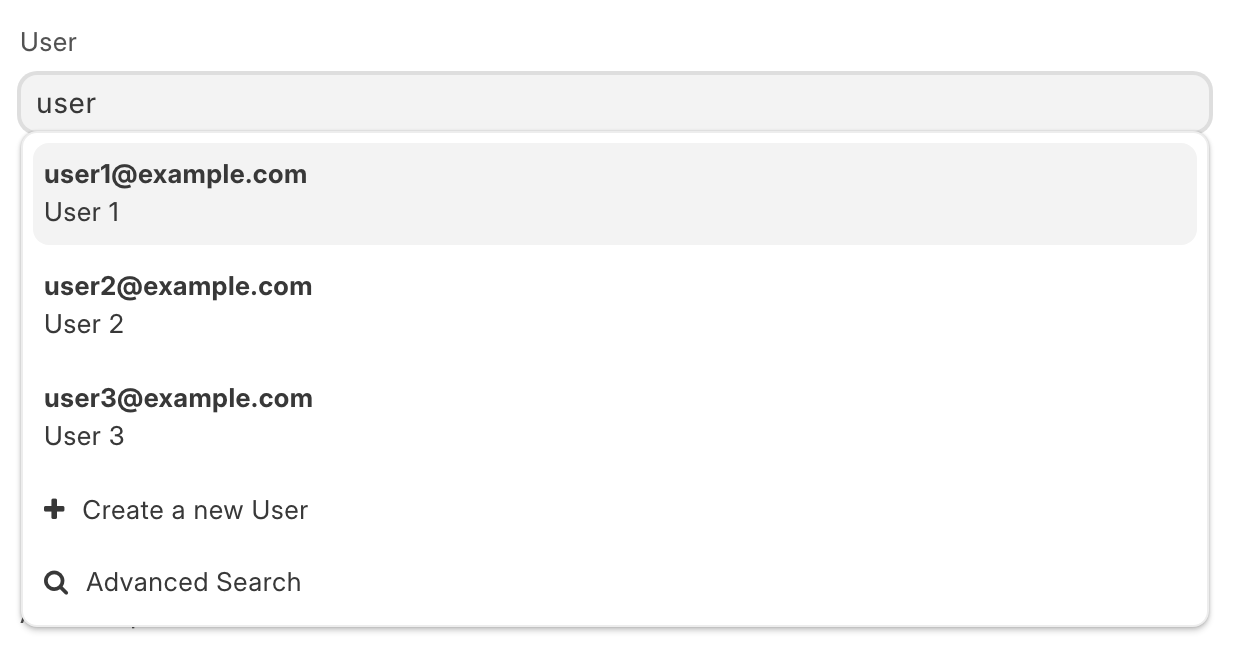 User
user
user1@example.com
User 1
user2@example.com
User 2
user3@example.com
User 3
Create a new User
Advanced Search